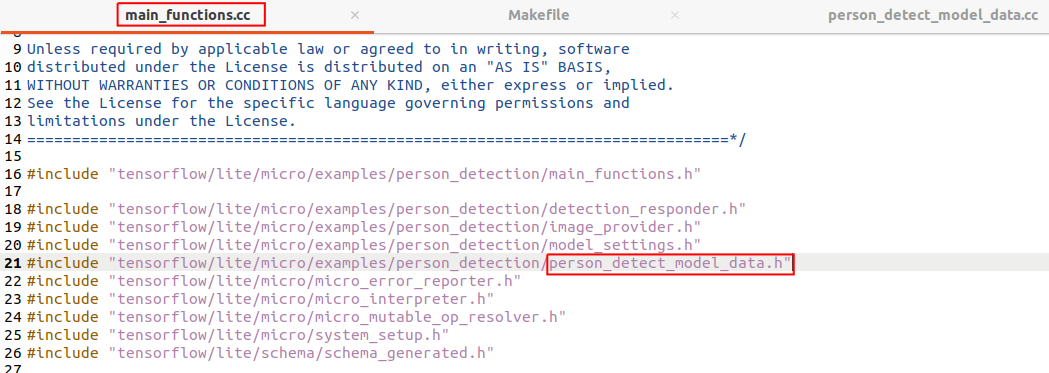 main_functions.cc × Makefile × person_detect_model_data.cc
8
9 Unless required by applicable law or agreed to in writing, software
10 distributed under the License is distributed on an "AS IS" BASIS,
11 WITHOUT WARRANTIES OR CONDITIONS OF ANY KIND, either express or implied.
12 See the License for the specific language governing permissions and
13 limitations under the License.
14 ==============================================================================*/
15
16 #include "tensorflow/lite/micro/examples/person_detection/main_functions.h"
17
18 #include "tensorflow/lite/micro/examples/person_detection/detection_responder.h"
19 #include "tensorflow/lite/micro/examples/person_detection/image_provider.h"
20 #include "tensorflow/lite/micro/examples/person_detection/model_settings.h"
21 #include "tensorflow/lite/micro/examples/person_detection/person_detect_model_data.h"
22 #include "tensorflow/lite/micro/micro_error_reporter.h"
23 #include "tensorflow/lite/micro/micro_interpreter.h"
24 #include "tensorflow/lite/micro/micro_mutable_op_resolver.h"
25 #include "tensorflow/lite/micro/system_setup.h"
26 #include "tensorflow/lite/schema/schema_generated.h"
27